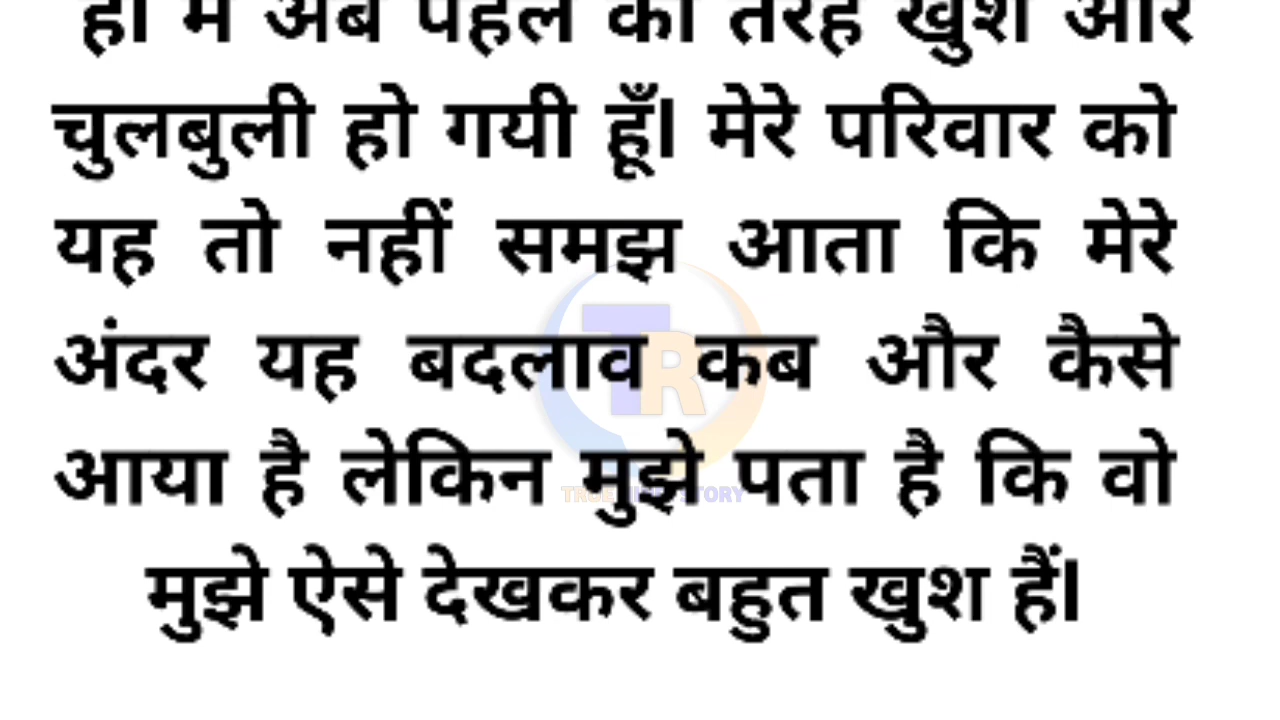 हो मैं अब पहले की तरह खुश और
चुलबुली हो गयी हूँ। मेरे परिवार को
यह तो नहीं समझ आता कि मेरे
अंदर यह बदलाव कब और कैसे
आया है लेकिन मुझे पता है कि वो
मुझे ऐसे देखकर बहुत खुश हैं।
TR